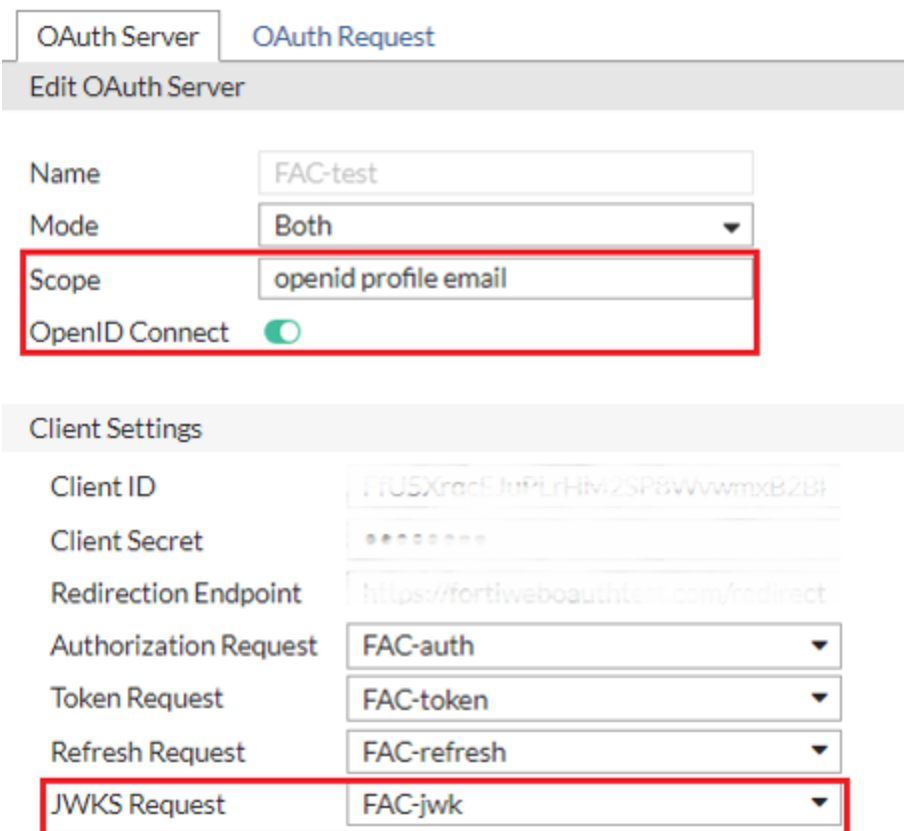 OAuth Server OAuth Request
Edit OAuth Server
Name FAC-test
Mode Both
Scope openid profile email
OpenID Connect
Client Settings
Client ID
Client Secret
Redirection Endpoint
Authorization Request FAC-auth
Token Request FAC-token
Refresh Request FAC-refresh
JWKS Request FAC-jwk